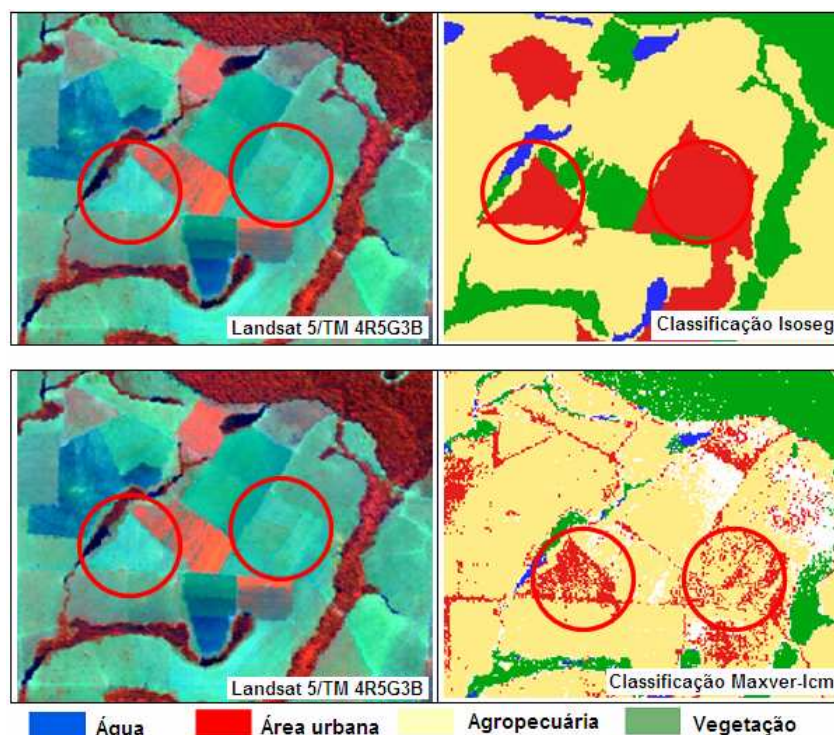 Landsat 5/TM 4R5G3B
Classificação Isoseg
Landsat 5/TM 4R5G3B
Classificação Maxver-Icm
Água
Área urbana
Agropecuária
Vegetação